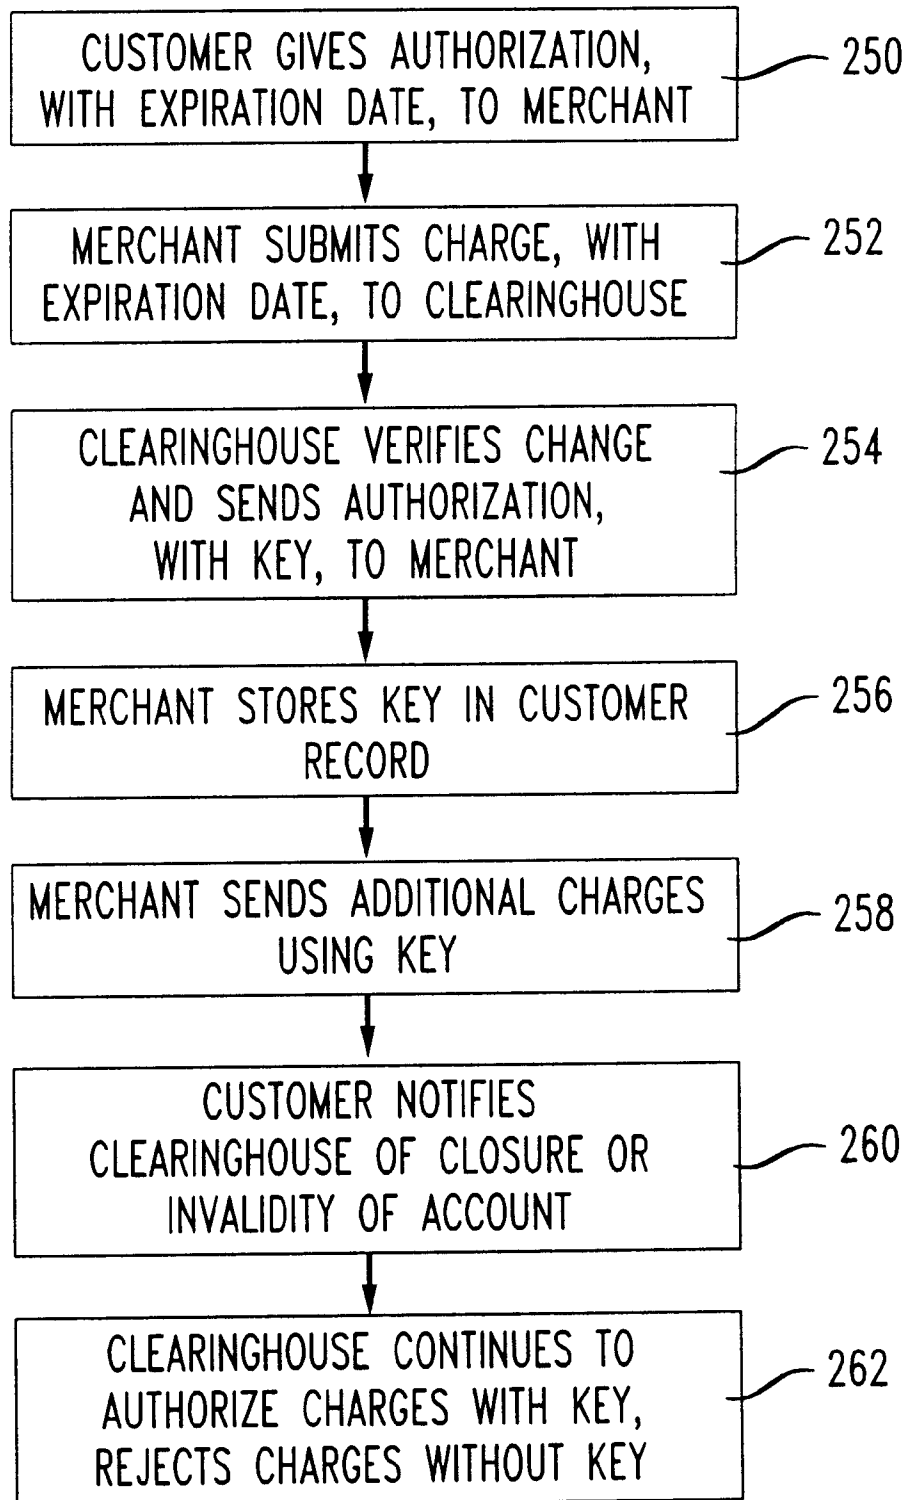 CUSTOMER GIVES AUTHORIZATION,
WITH EXPIRATION DATE, TO MERCHANT
250
MERCHANT SUBMITS CHARGE, WITH
EXPIRATION DATE, TO CLEARINGHOUSE
252
CLEARINGHOUSE VERIFIES CHANGE
AND SENDS AUTHORIZATION,
WITH KEY, TO MERCHANT
254
MERCHANT STORES KEY IN CUSTOMER
RECORD
256
MERCHANT SENDS ADDITIONAL CHARGES
USING KEY
258
CUSTOMER NOTIFIES
CLEARINGHOUSE OF CLOSURE OR
INVALIDITY OF ACCOUNT
260
CLEARINGHOUSE CONTINUES TO
AUTHORIZE CHARGES WITH KEY,
REJECTS CHARGES WITHOUT KEY
262